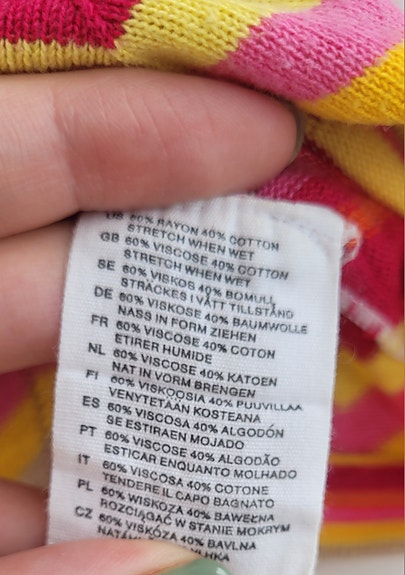 US 60% RAYON 40% COTTON
STRETCH WHEN WET
GB 60% VISCOSE 40% COTTON
STRETCH WHEN WET
SE 60% VISKOS 40% BOMULL
STRÄCKES I VÅTT TILLSTÅND
DE 60% VISKOSE 40% BAUMWOLLE
NASS IN FORM ZIEHEN
FR 60% VISCOSE 40% COTON
ETIRER HUMIDE
NL 60% VISCOSE 40% KATOEN
NAT IN VORM BRENGEN
FI 60% VISKOOSIA 40% PUUVILLAA
VENYTETÄÄN KOSTEANA
ES 60% VISCOSA 40% ALGODÓN
SE ESTIRAEN MOJADO
PT 60% VISCOSE 40% ALGODÃO
ESTICAR ENQUANTO MOLHADO
IT 60% VISCOSA 40% COTONE
TENDERE IL CAPO BAGNATO
PL 60% WISKOZA 40% BAWEŁNA
ROZCIĄGAĆ W STANIE MOKRYM
CZ 60% VISKÓZA 40% BAVLNA